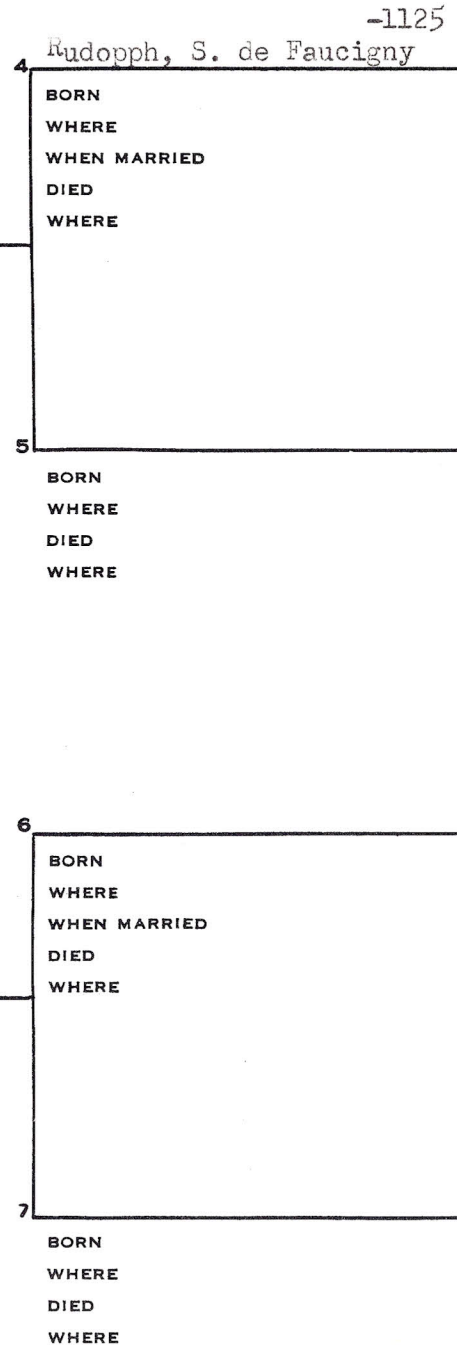 -1125
Rudopph, S. de Faucigny
4
BORN
WHERE
WHEN MARRIED
DIED
WHERE
5
BORN
WHERE
DIED
WHERE
6
BORN
WHERE
WHEN MARRIED
DIED
WHERE
7
BORN
WHERE
DIED
WHERE